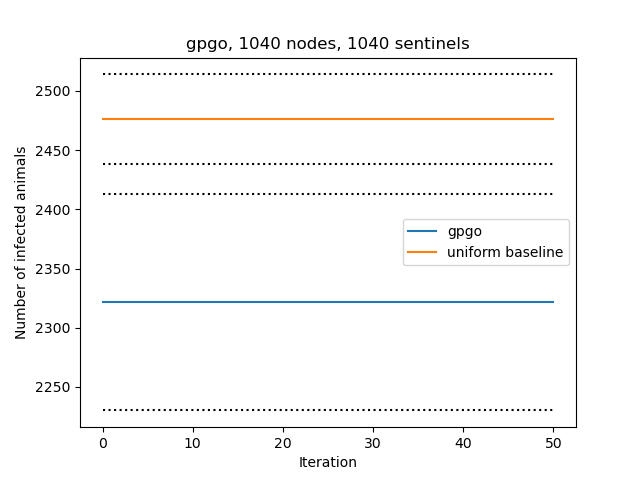 gpgo, 1040 nodes, 1040 sentinels
Number of infected animals
2500
2450
2400
2350
2300
2250
gpgo
uniform baseline
0 10 20 30 40 50
Iteration